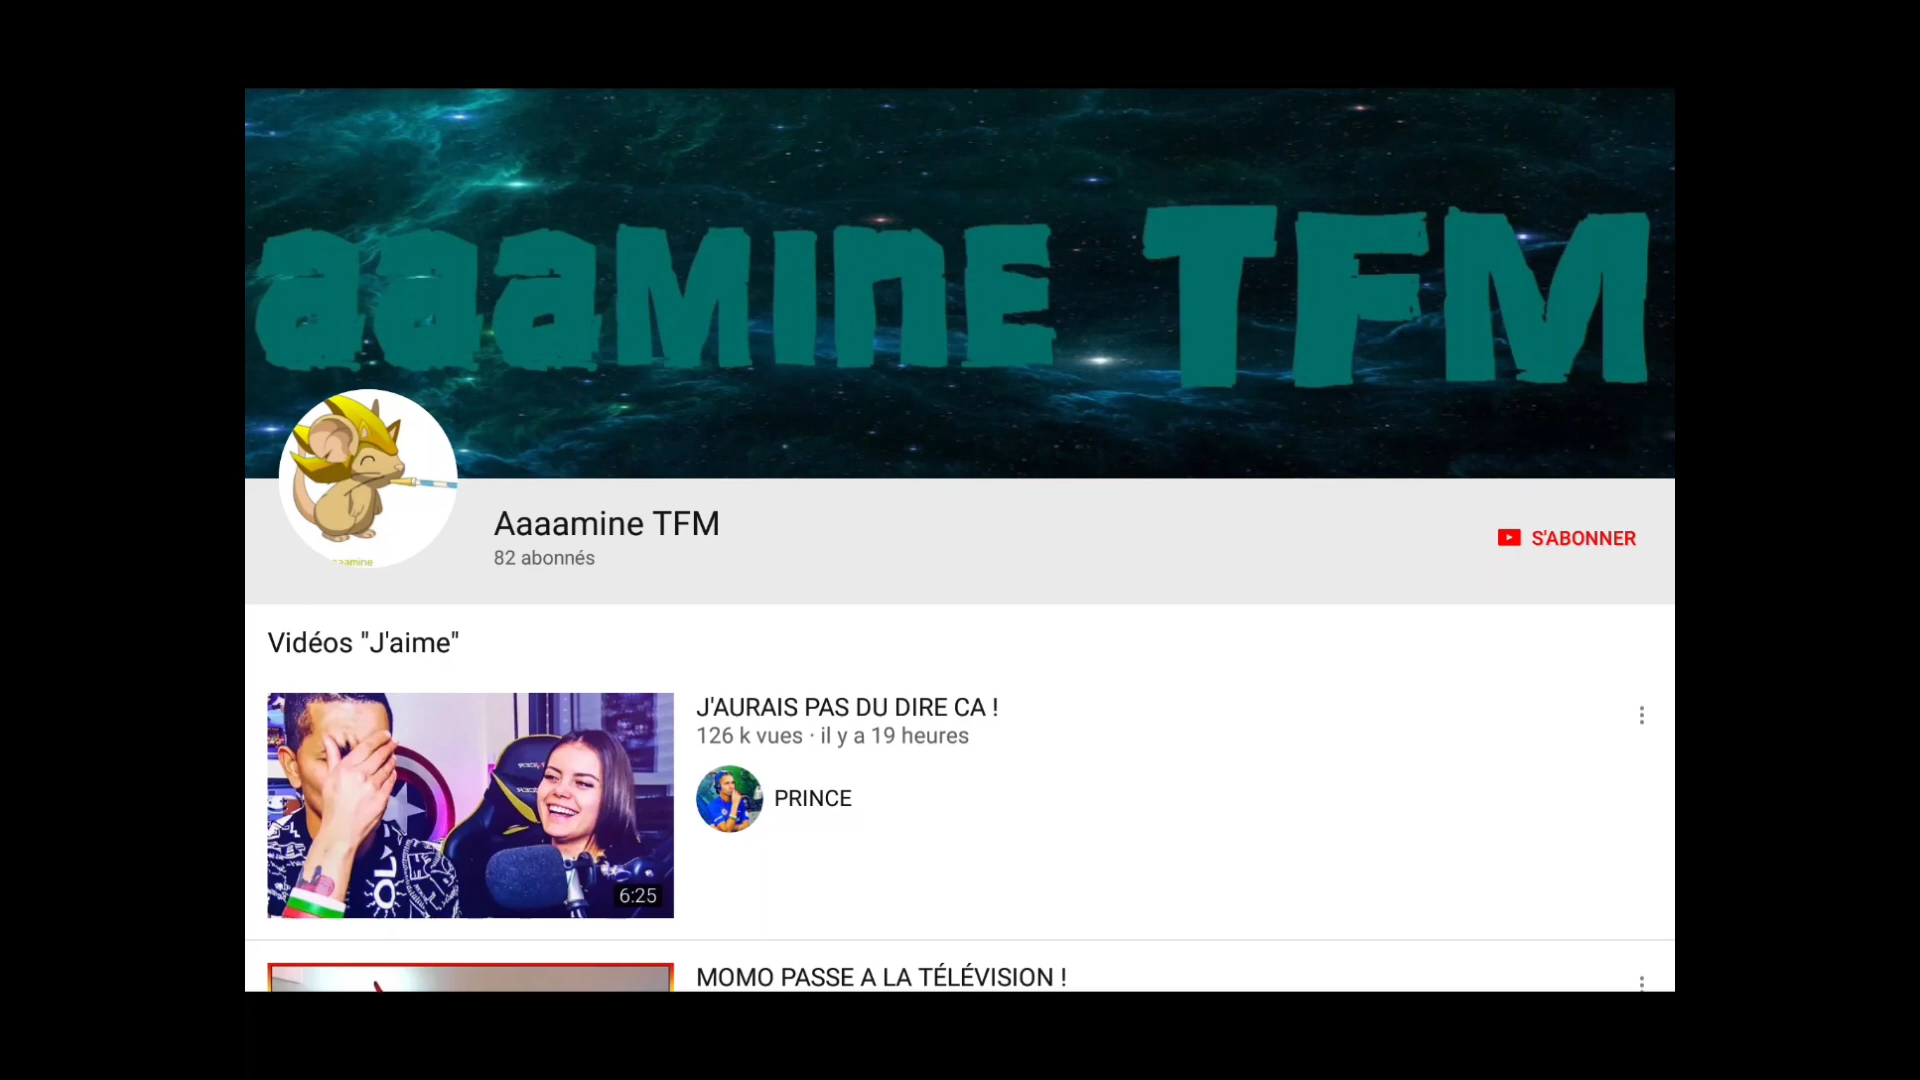 aaamine TFM
aaamine
Aaaamine TFM
82 abonnés
S'ABONNER
Vidéos "J'aime"
J'AURAIS PAS DU DIRE CA !
126 k vues · il y a 19 heures
PRINCE
6:25
MOMO PASSE A LA TÉLÉVISION !